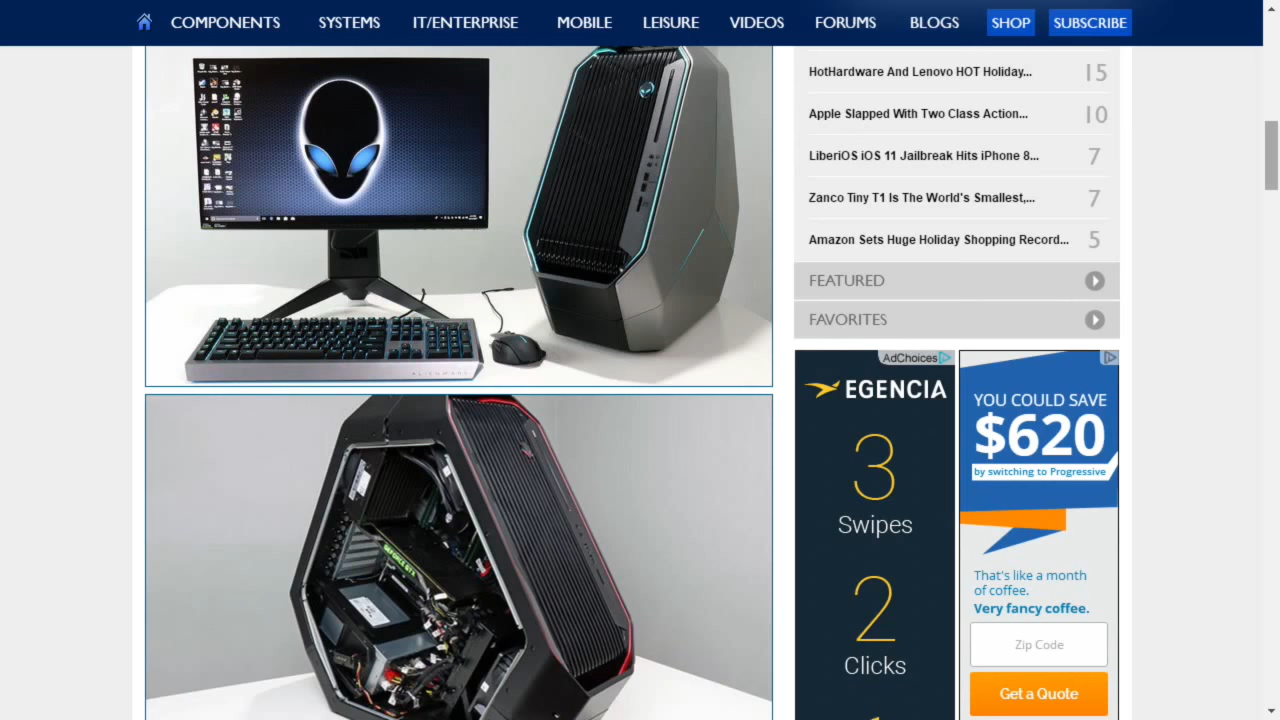 COMPONENTS SYSTEMS IT/ENTERPRISE MOBILE LEISURE VIDEOS FORUMS BLOGS SHOP SUBSCRIBE
HotHardware And Lenovo HOT Holiday... 15
Apple Slapped With Two Class Action... 10
LiberiOS iOS 11 Jailbreak Hits iPhone 8... 7
Zanco Tiny T1 Is The World's Smallest,... 7
Amazon Sets Huge Holiday Shopping Record... 5
FEATURED
FAVORITES
ALIENWARE
GEFORCE GTX
AdChoices
EGENCIA
3
Swipes
2
Clicks
YOU COULD SAVE
$620
by switching to Progressive
That's like a month
of coffee.
Very fancy coffee.
Zip Code
Get a Quote